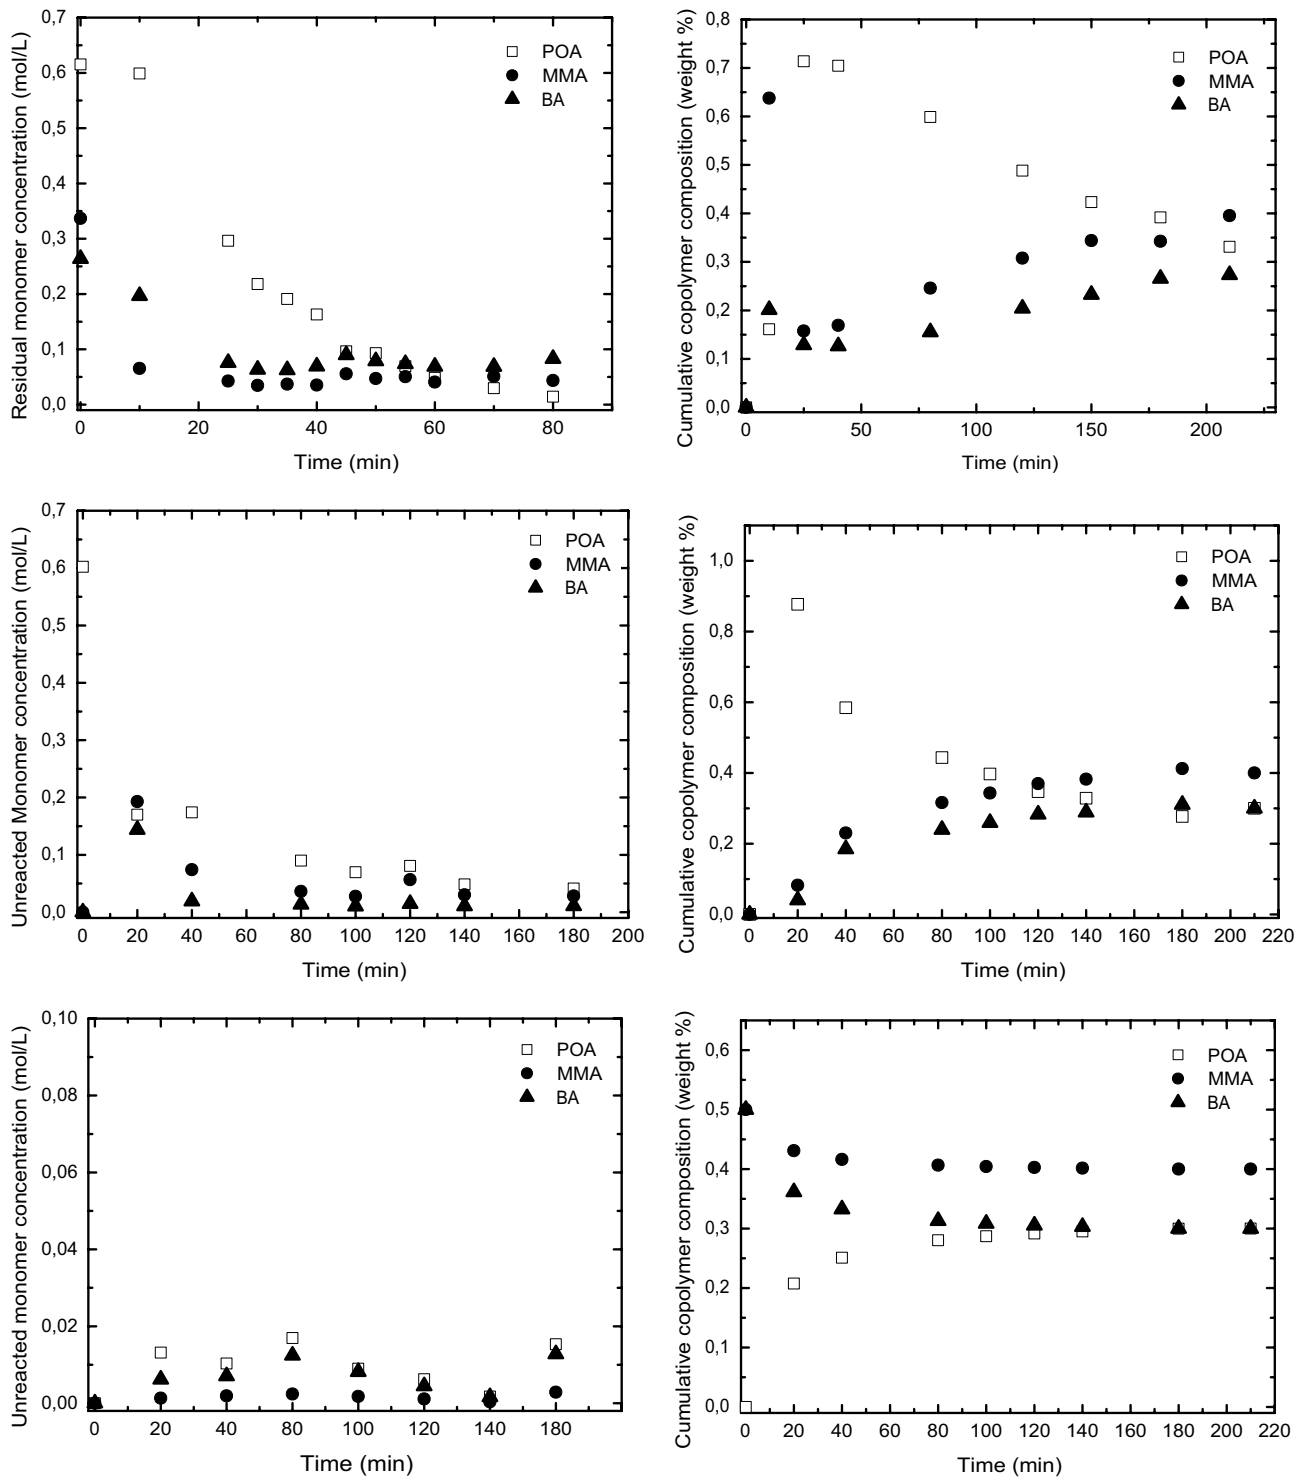 Residual monomer concentration (mol/L)
0,7
0,6
0,5
0,4
0,3
0,2
0,1
0,0
POA
MMA
BA
0 20 40 60 80
Time (min)
Cumulative copolymer composition (weight %)
0,8
0,7
0,6
0,5
0,4
0,3
0,2
0,1
0,0
POA
MMA
BA
0 50 100 150 200
Time (min)
Unreacted Monomer concentration (mol/L)
0,7
0,6
0,5
0,4
0,3
0,2
0,1
0,0
POA
MMA
BA
0 20 40 60 80 100 120 140 160 180 200
Time (min)
Cumulative copolymer composition (weight %)
1,0
0,8
0,6
0,4
0,2
0,0
POA
MMA
BA
0 20 40 60 80 100 120 140 160 180 200 220
Time (min)
Unreacted monomer concentration (mol/L)
0,10
0,08
0,06
0,04
0,02
0,00
POA
MMA
BA
0 20 40 60 80 100 120 140 160 180
Time (min)
Cumulative copolymer composition (weight %)
0,6
0,5
0,4
0,3
0,2
0,1
0,0
POA
MMA
BA
0 20 40 60 80 100 120 140 160 180 200 220
Time (min)